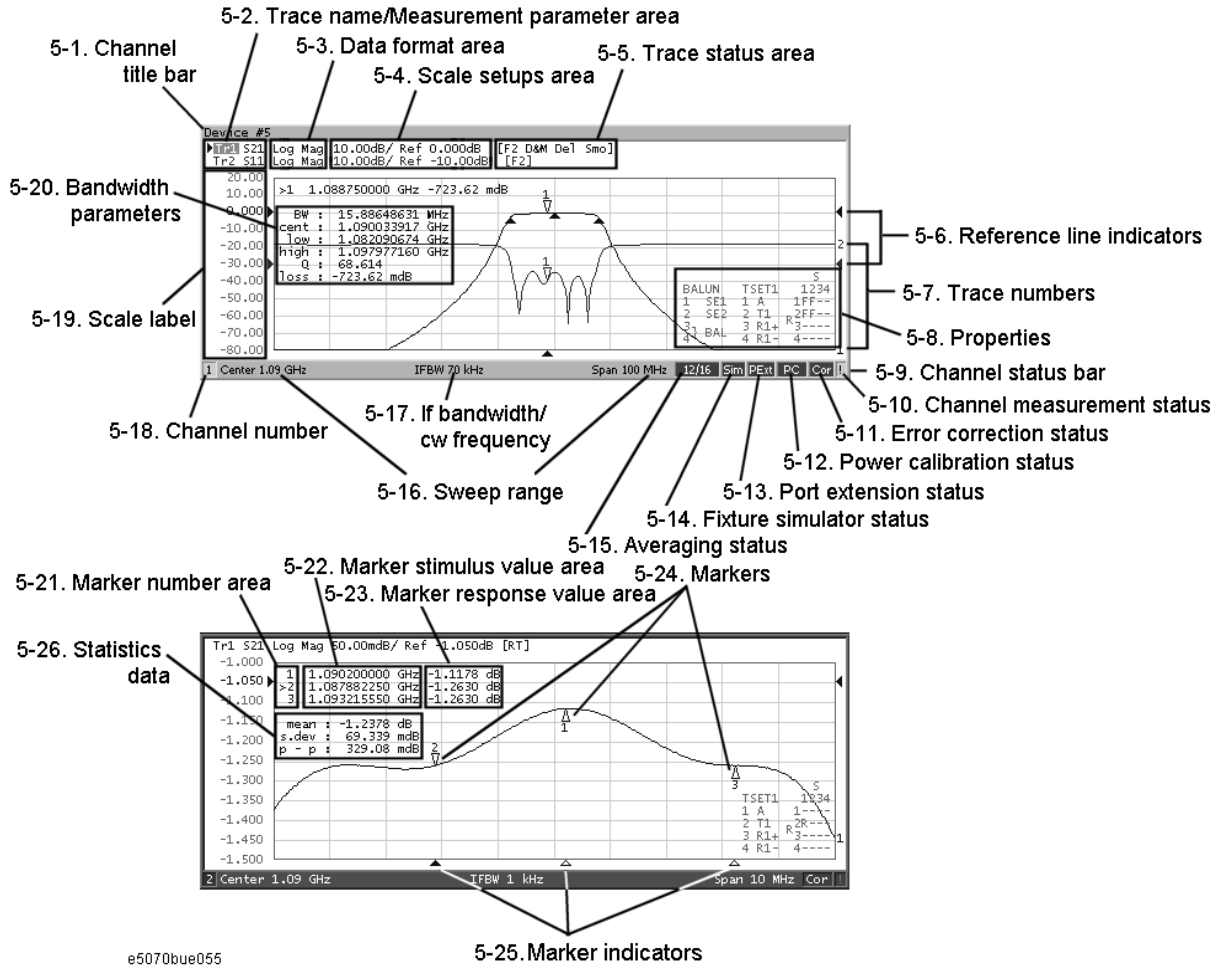 5-2. Trace name/Measurement parameter area
5-1. Channel
title bar
5-3. Data format area
5-5. Trace status area
5-4. Scale setups area
Device #5
Tr1 S21 Log Mag 10.00dB/ Ref 0.000dB [F2 D&M Del Smo]
Tr2 S11 Log Mag 10.00dB/ Ref -10.00dB [F2]
5-20. Bandwidth
parameters
5-19. Scale label
20.00
10.00
0.000
-10.00
-20.00
-30.00
-40.00
-50.00
-60.00
-70.00
-80.00
>1 1.088750000 GHz -723.62 mdB
BW : 15.88648631 MHz
cent : 1.090033917 GHz
low : 1.082090674 GHz
high : 1.097977160 GHz
Q : 68.614
loss : -723.62 mdB
1
1
2
1
S
BALUN TSET1 1234
1 SE1 1 A 1FF--
2 SE2 2 T1 2FF--
3 3 R1+ R 3----
4 BAL 4 R1- 4----
5-6. Reference line indicators
5-7. Trace numbers
5-8. Properties
1 Center 1.09 GHz IFBW 70 kHz Span 100 MHz 12/16 Sim PExt PC Cor !
5-9. Channel status bar
5-10. Channel measurement status
5-11. Error correction status
5-12. Power calibration status
5-13. Port extension status
5-14. Fixture simulator status
5-15. Averaging status
5-16. Sweep range
5-17. If bandwidth/
cw frequency
5-18. Channel number
5-21. Marker number area
5-22. Marker stimulus value area
5-23. Marker response value area
5-24. Markers
5-26. Statistics
data
Tr1 S21 Log Mag 50.00mdB/ Ref -1.050dB [RT]
-1.000
-1.050
-1.100
-1.150
-1.200
-1.250
-1.300
-1.350
-1.400
-1.450
-1.500
1 1.090200000 GHz -1.1178 dB
>2 1.087882250 GHz -1.2630 dB
3 1.093215550 GHz -1.2630 dB
mean : -1.2378 dB
s.dev : 69.339 mdB
p - p : 329.08 mdB
2
1
3
S
TSET1 1234
1 A 1----
2 T1 2R---
3 R1+ R 3----
4 R1- 4----
1
2 Center 1.09 GHz IFBW 1 kHz Span 10 MHz Cor !
5-25.Marker indicators
e5070bue055